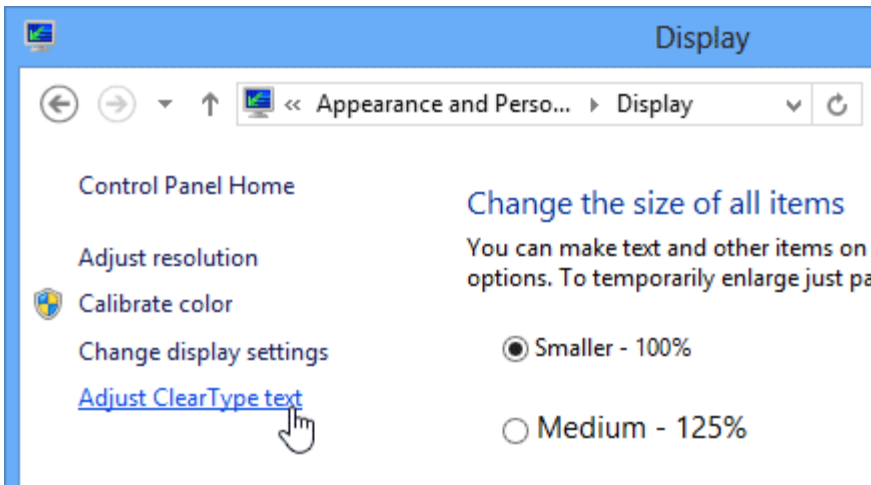 Display
« Appearance and Perso... Display
Control Panel Home
Adjust resolution
Calibrate color
Change display settings
Adjust ClearType text
Change the size of all items
You can make text and other items on
options. To temporarily enlarge just pa
Smaller - 100%
Medium - 125%